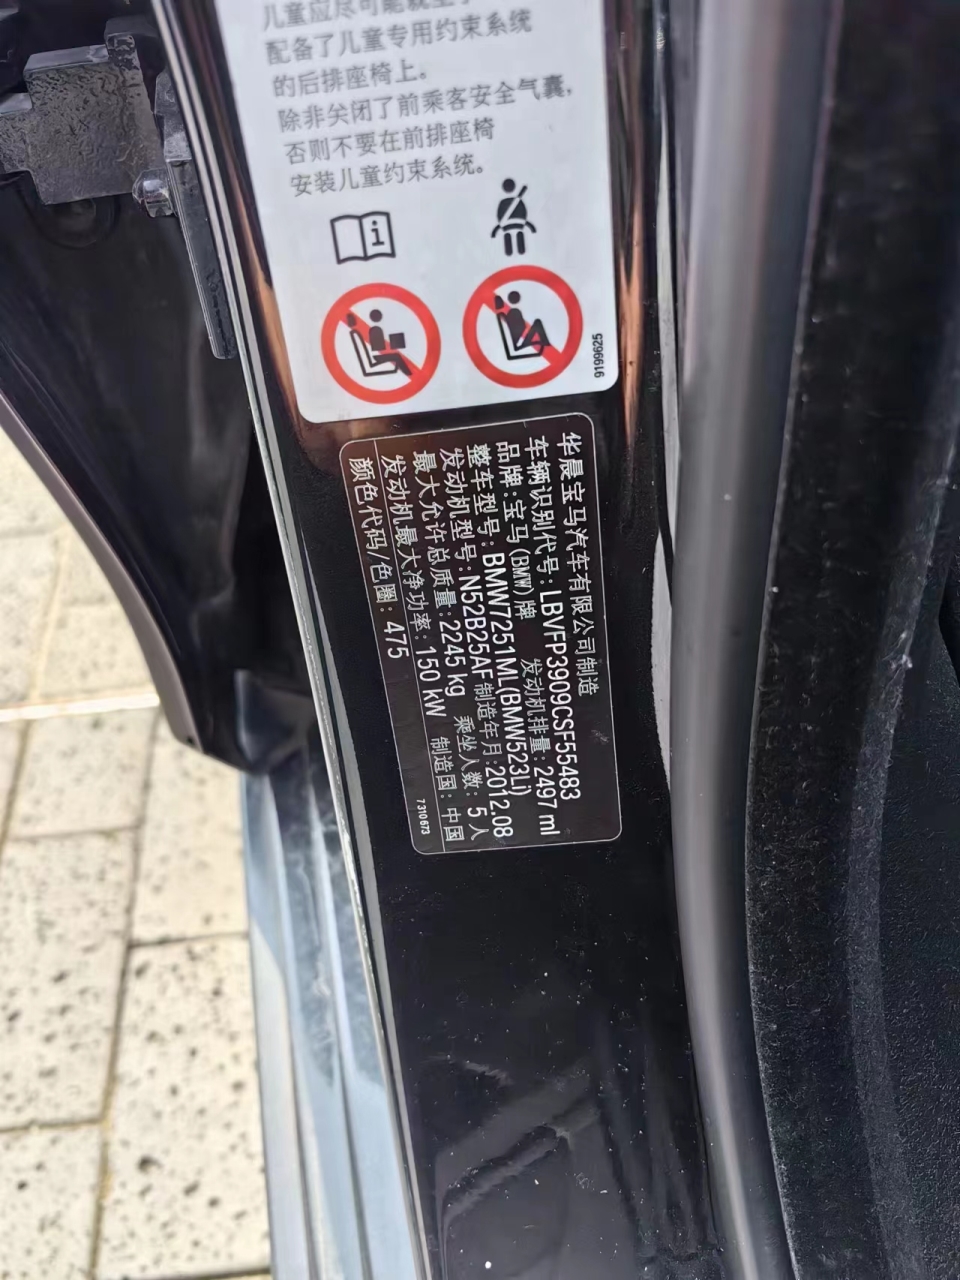 儿童应尽可能就坐于
配备了儿童专用约束系统
的后排座椅上。
除非关闭了前乘客安全气囊，
否则不要在前排座椅
安装儿童约束系统。
9199625
华晨宝马汽车有限公司制造
车辆识别代号: LBVFP3909CSF55483
品牌: 宝马(BMW)牌 发动机排量: 2497 ml
整车型号: BMW7251ML(BMW523Li)
发动机型号: N52B25AF 制造年月: 2012.08
最大允许总质量: 2245 kg 乘坐人数: 5 人
发动机最大净功率: 150 kW 制造国: 中国
颜色代码/色圈: 475
7310673